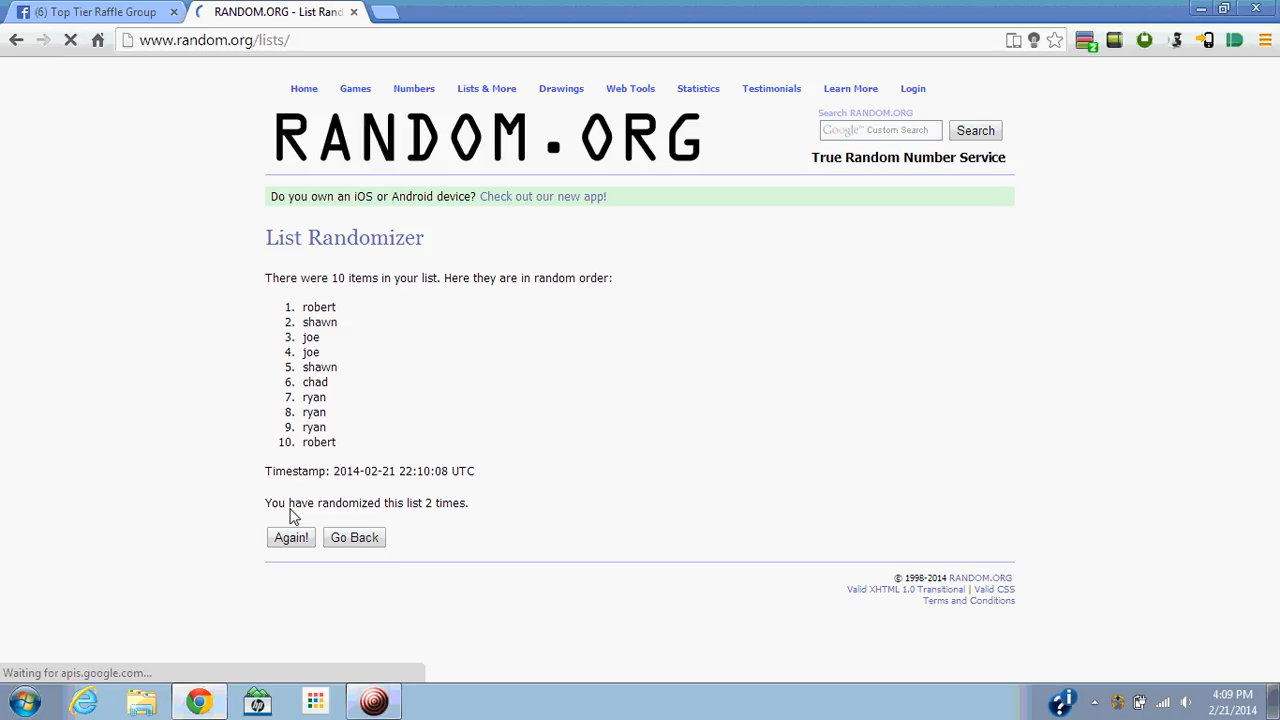 (6) Top Tier Raffle Group
RANDOM.ORG - List Rand
www.random.org/lists/
2
Home Games Numbers Lists & More Drawings Web Tools Statistics Testimonials Learn More Login
Search RANDOM.ORG
RANDOM.ORG
Google™ Custom Search
Search
True Random Number Service
Do you own an iOS or Android device? Check out our new app!
List Randomizer
There were 10 items in your list. Here they are in random order:
1. robert
2. shawn
3. joe
4. joe
5. shawn
6. chad
7. ryan
8. ryan
9. ryan
10. robert
Timestamp: 2014-02-21 22:10:08 UTC
You have randomized this list 2 times.
Again! Go Back
© 1998-2014 RANDOM.ORG
Valid XHTML 1.0 Transitional | Valid CSS
Terms and Conditions
Waiting for apis.google.com...
hp
4:09 PM
2/21/2014